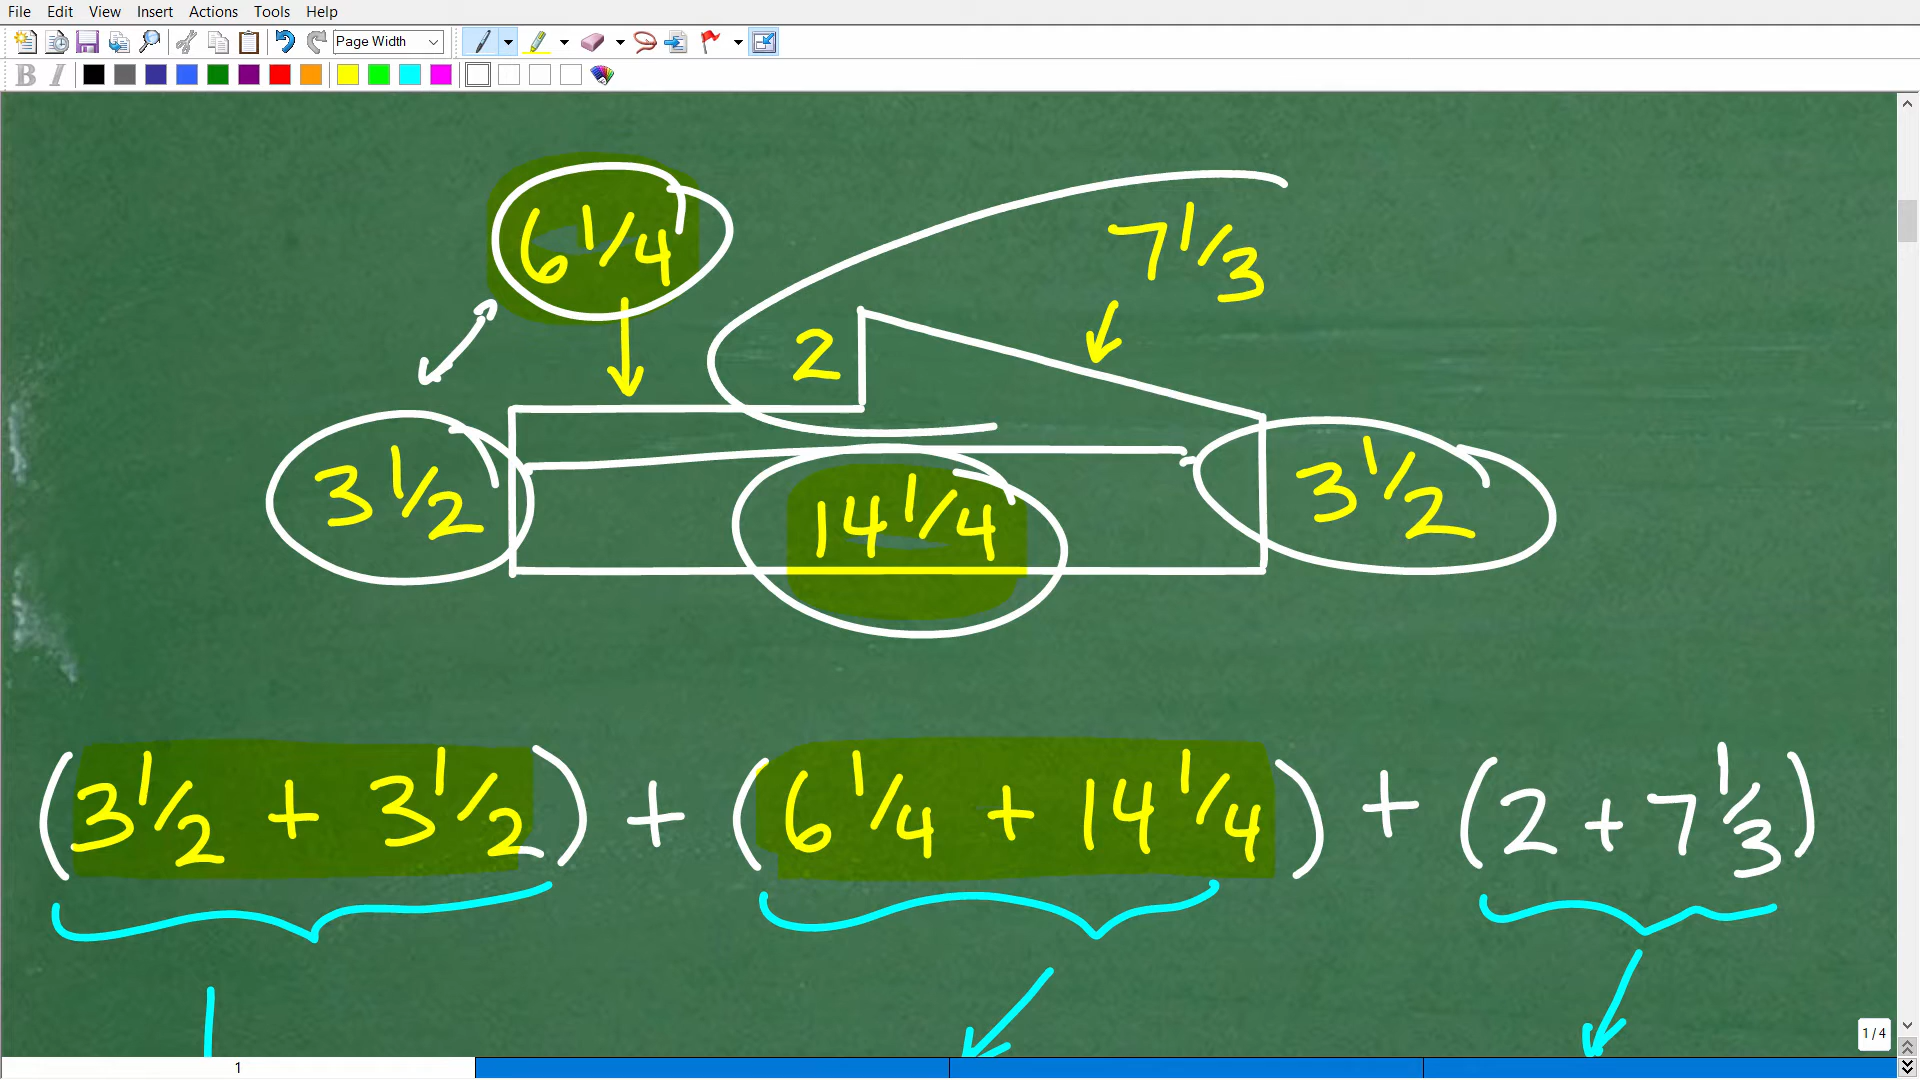 File Edit View Insert Actions Tools Help
Page Width
B I
6 1/4
7 1/3
2
3 1/2
14 1/4
3 1/2
(3 1/2 + 3 1/2) + (6 1/4 + 14 1/4) + (2 + 7 1/3)
1 / 4
1